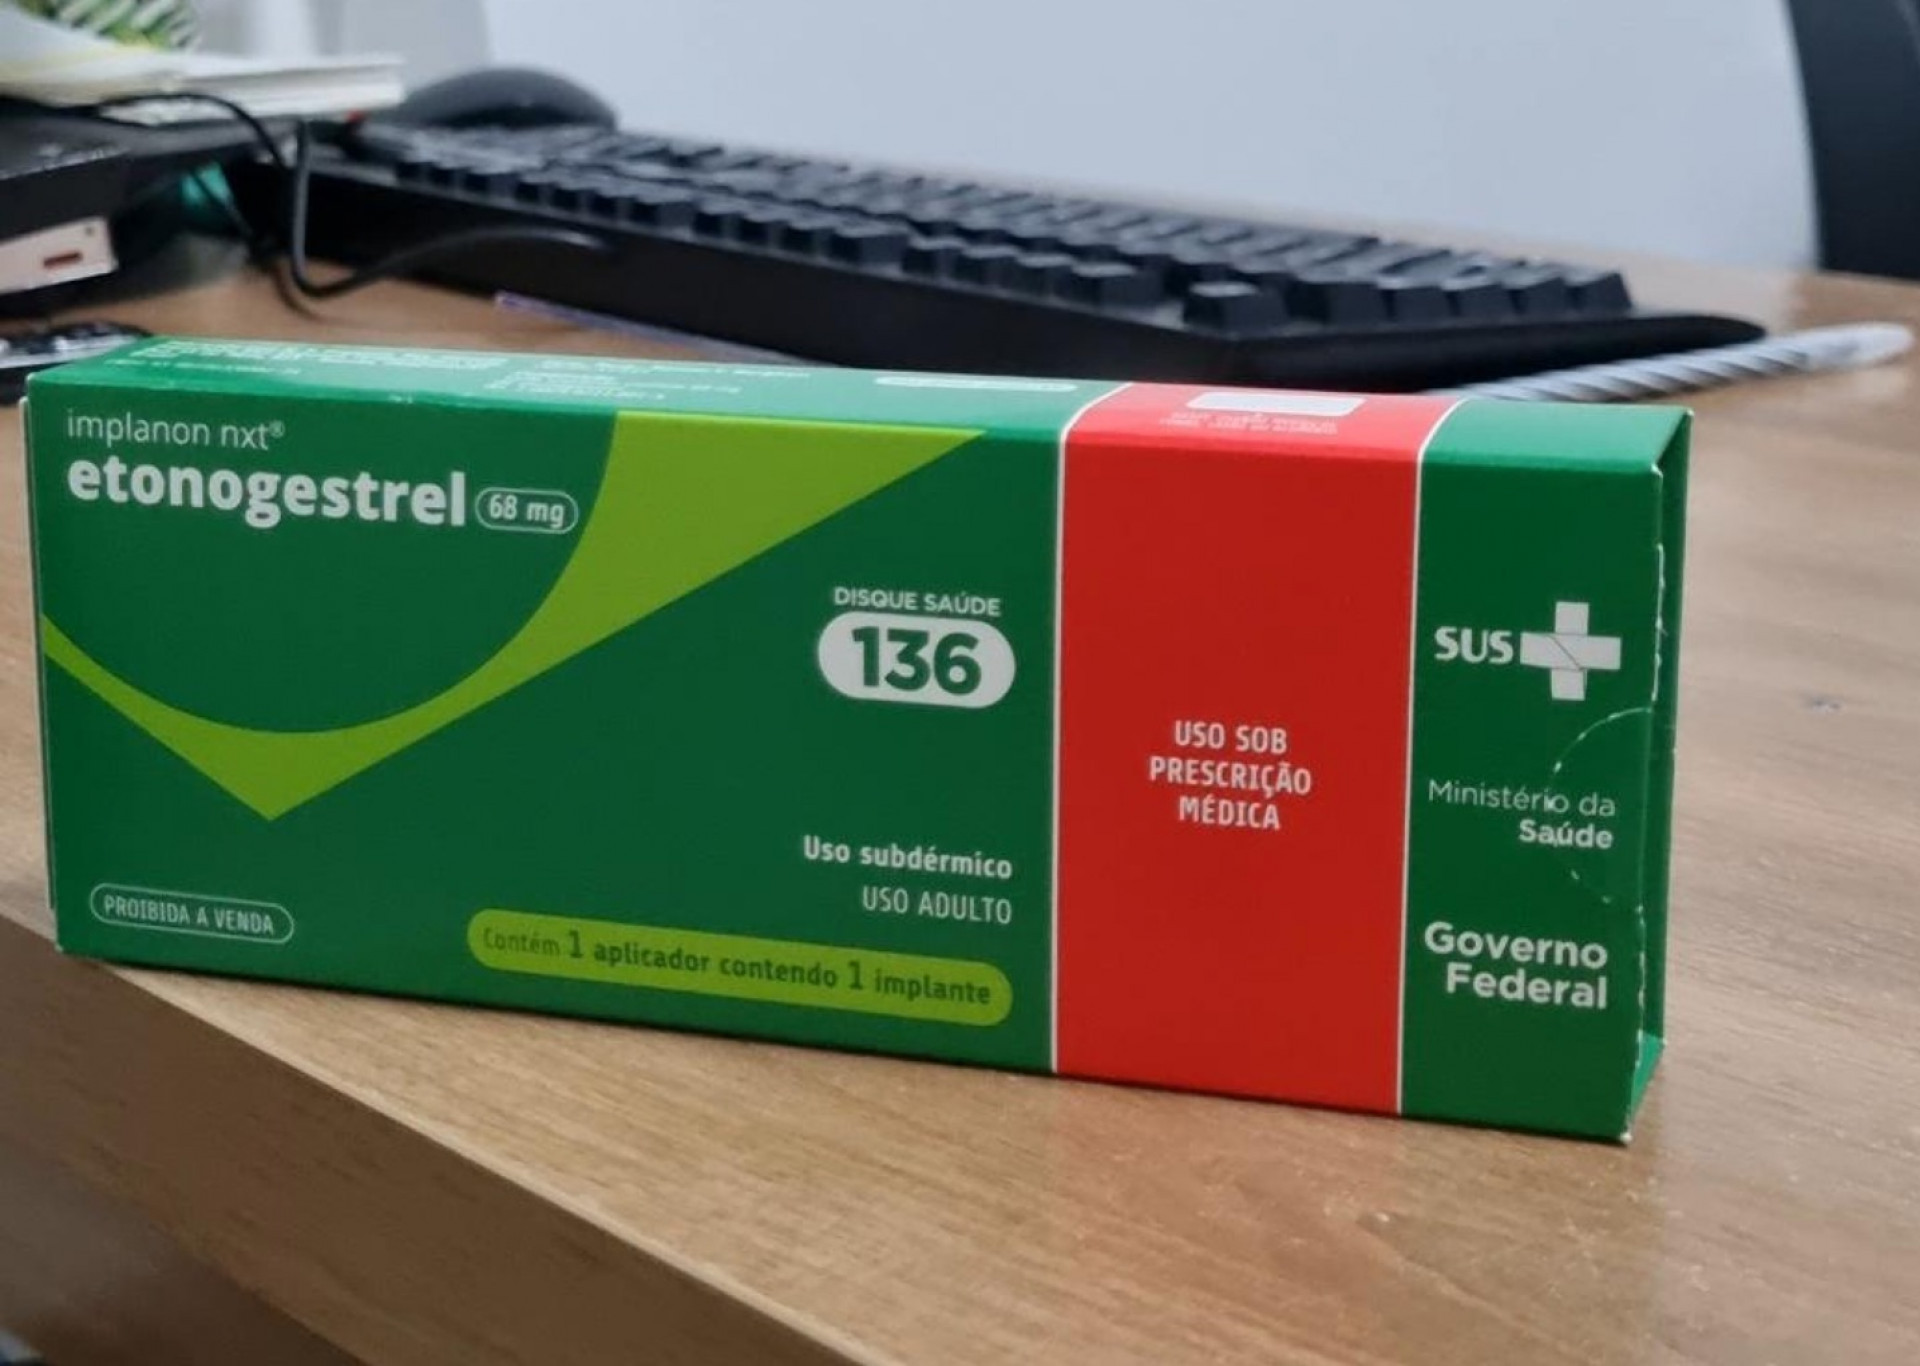 implanon nxt®
etonogestrel 68 mg
DISQUE SAÚDE
136
Uso subdérmico
USO ADULTO
PROIBIDA A VENDA
Contém 1 aplicador contendo 1 implante
USO SOB
PRESCRIÇÃO
MÉDICA
SUS
Ministério da
Saúde
Governo
Federal